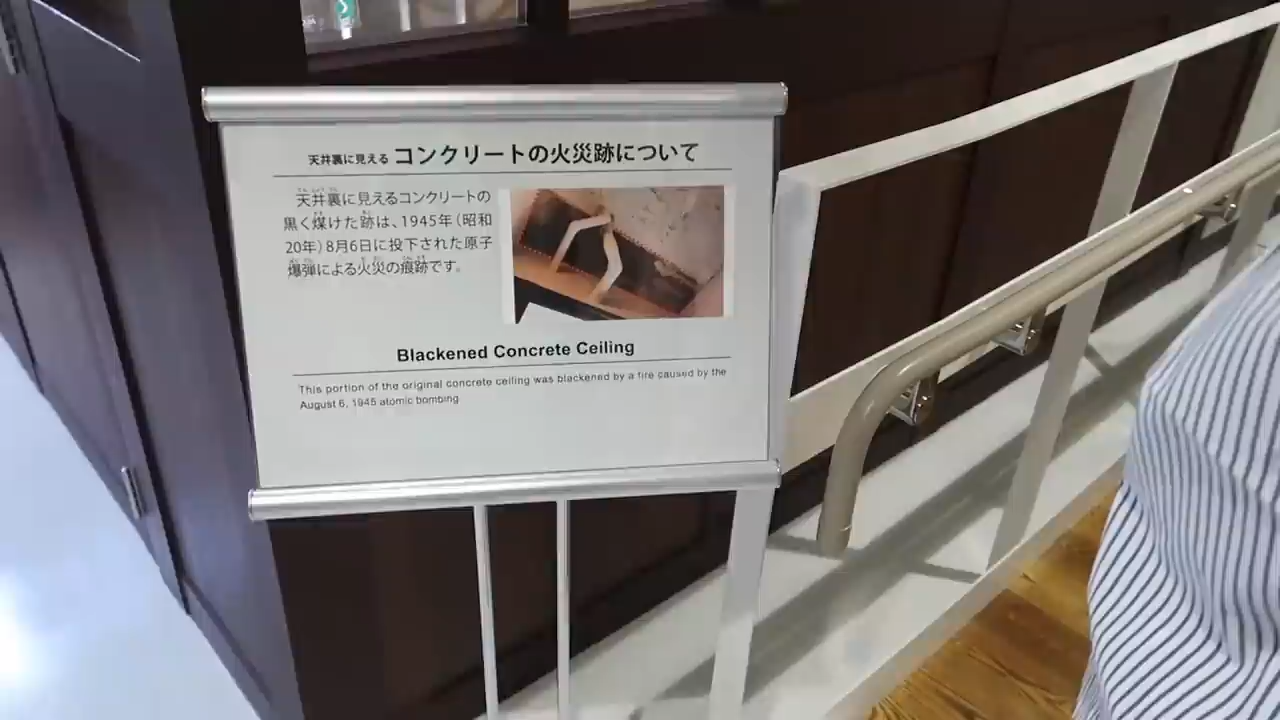 天井裏に見える コンクリートの火災跡について
天井裏に見えるコンクリートの
黒く煤けた跡は、1945年(昭和
20年)8月6日に投下された原子
爆弾による火災の痕跡です。
Blackened Concrete Ceiling
This portion of the original concrete ceiling was blackened by a fire caused by the
August 6, 1945 atomic bombing